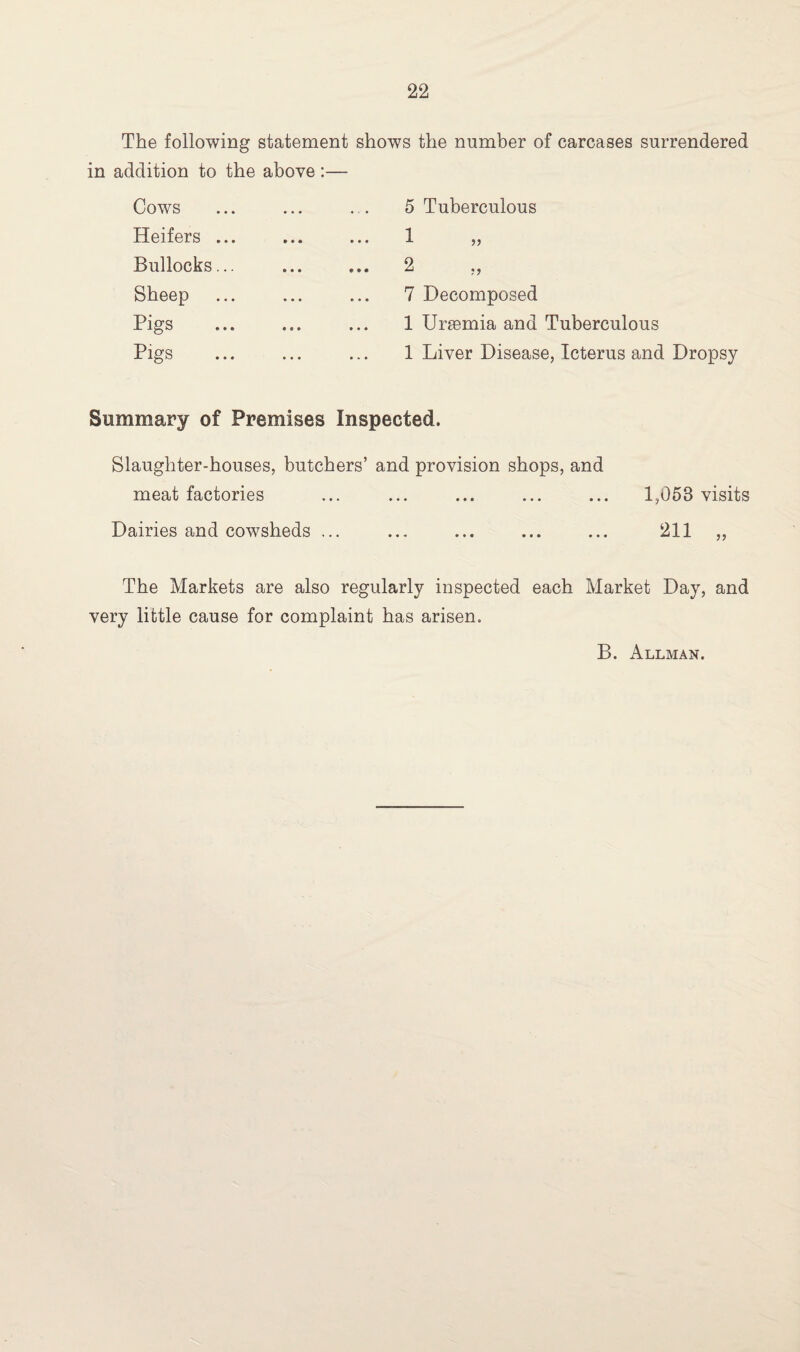 22
The following statement shows the number of carcases surrendered
in addition to the above :—
Cows ... ... ... 5 Tuberculous
Heifers ... ... ... 1 „
Bullocks... ... ... 2 „
Sheep ... ... ... 7 Decomposed
Pigs ... ... ... 1 Uræmia and Tuberculous
Pigs ... ... ... 1 Liver Disease, Icterus and Dropsy
Summary of Premises Inspected.
Slaughter-houses, butchers’ and provision shops, and
meat factories ... ... ... ... ... 1,053 visits
Dairies and cowsheds ... ... ... ... ... 211 „
The Markets are also regularly inspected each Market Day, and
very little cause for complaint has arisen.
B. Allman.